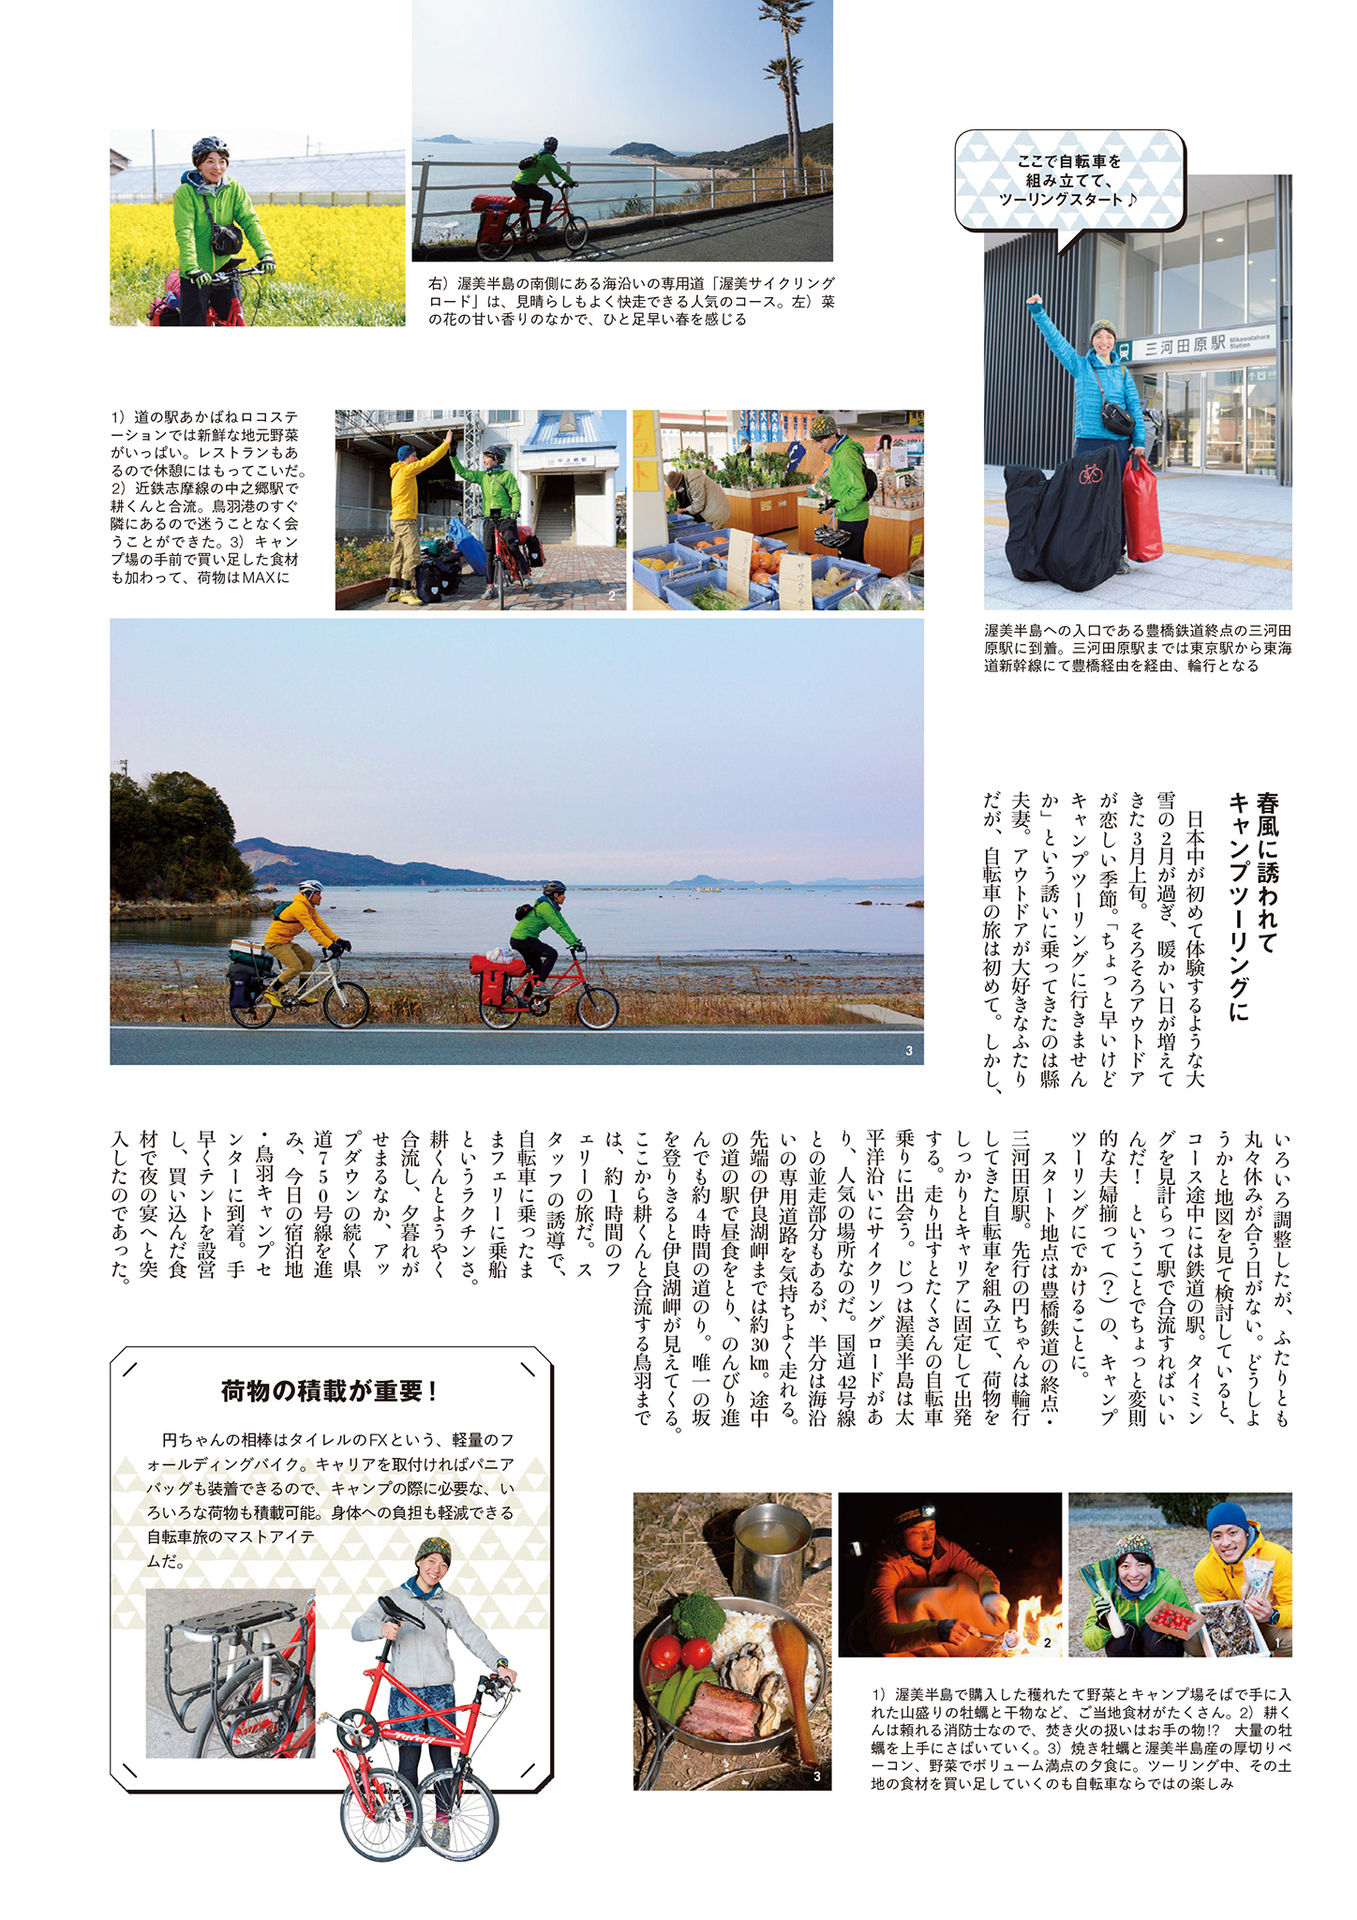 ここで自転車を
組み立てて、
ツーリングスタート♪
三河田原駅
Mikawatahara
Station
渥美半島への入口である豊橋鉄道終点の三河田
原駅に到着。三河田原駅までは東京駅から東海
道新幹線にて豊橋経由を経由、輪行となる
右）渥美半島の南側にある海沿いの専用道「渥美サイクリング
ロード」は、見晴らしもよく快走できる人気のコース。左）菜
の花の甘い香りのなかで、ひと足早い春を感じる
1）道の駅あかばねロコステ
ーションでは新鮮な地元野菜
がいっぱい。レストランもあ
るので休憩にはもってこいだ。
2）近鉄志摩線の中之郷駅で
耕くんと合流。鳥羽港のすぐ
隣にあるので迷うことなく会
うことができた。3）キャン
プ場の手前で買い足した食材
も加わって、荷物はMAXに
中之郷駅
2
3
春風に誘われて
キャンプツーリングに
日本中が初めて体験するような大
雪の2月が過ぎ、暖かい日が増えて
きた3月上旬。そろそろアウトドア
が恋しい季節。「ちょっと早いけど
キャンプツーリングに行きません
か」という誘いに乗ってきたのは縣
夫妻。アウトドアが大好きなふたり
だが、自転車の旅は初めて。しかし、
いろいろ調整したが、ふたりとも
丸々休みが合う日がない。どうしよ
うかと地図を見て検討していると、
コース途中には鉄道の駅。タイミン
グを見計らって駅で合流すればいい
んだ！　ということでちょっと変則
的な夫婦揃って（？）の、キャンプ
ツーリングにでかけることに。
スタート地点は豊橋鉄道の終点・
三河田原駅。先行の円ちゃんは輪行
してきた自転車を組み立て、荷物を
しっかりとキャリアに固定して出発
する。走り出すとたくさんの自転車
乗りに出会う。じつは渥美半島は太
平洋沿いにサイクリングロードがあ
り、人気の場所なのだ。国道42号線
との並走部分もあるが、半分は海沿
いの専用道路を気持ちよく走れる。
先端の伊良湖岬までは約30㎞。途中
の道の駅で昼食をとり、のんびり進
んでも約4時間の道のり。唯一の坂
を登りきると伊良湖岬が見えてくる。
ここから耕くんと合流する鳥羽まで
は、約1時間のフ
ェリーの旅だ。ス
タッフの誘導で、
自転車に乗ったま
まフェリーに乗船
というラクチンさ。
耕くんとようやく
合流し、夕暮れが
せまるなか、アッ
プダウンの続く県
道750号線を進
み、今日の宿泊地
・鳥羽キャンプセ
ンターに到着。手
早くテントを設営
し、買い込んだ食
材で夜の宴へと突
入したのであった。
荷物の積載が重要！
円ちゃんの相棒はタイレルのFXという、軽量のフ
ォールディングバイク。キャリアを取付ければパニア
バッグも装着できるので、キャンプの際に必要な、い
ろいろな荷物も積載可能。身体への負担も軽減できる
自転車旅のマストアイテ
ムだ。
1
2
3
1）渥美半島で購入した穫れたて野菜とキャンプ場そばで手に入
れた山盛りの牡蠣と干物など、ご当地食材がたくさん。2）耕く
んは頼れる消防士なので、焚き火の扱いはお手の物!?　大量の牡
蠣を上手にさばいていく。3）焼き牡蠣と渥美半島産の厚切りベ
ーコン、野菜でボリューム満点の夕食に。ツーリング中、その土
地の食材を買い足していくのも自転車ならではの楽しみ